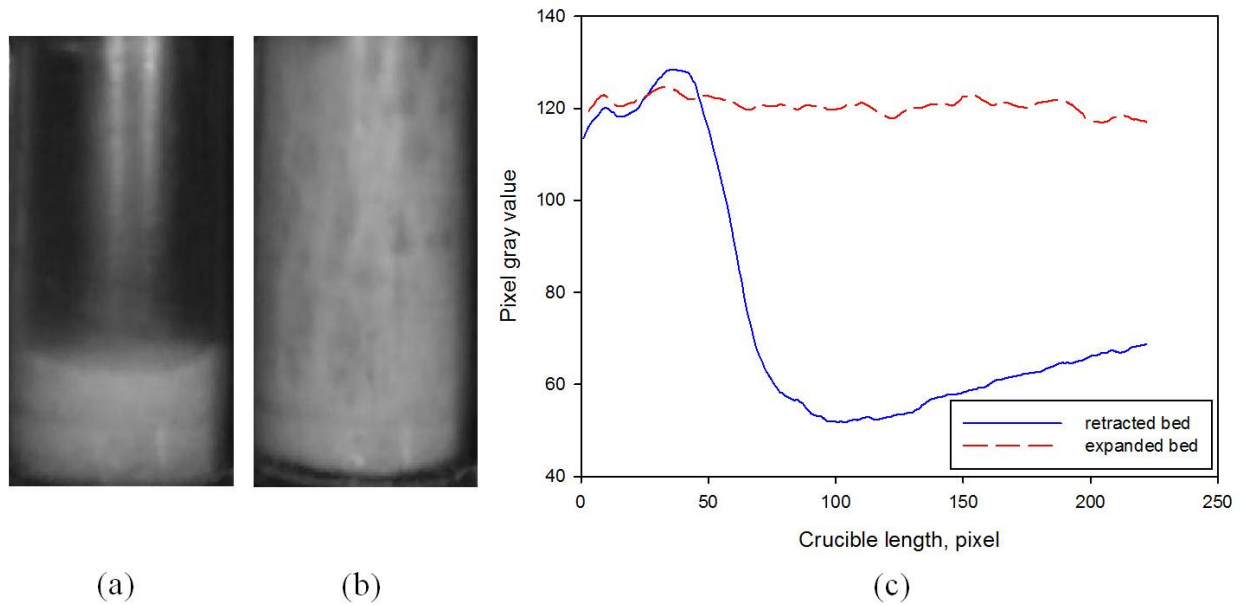 140
120
100
80
60
40
Pixel gray value
0 50 100 150 200 250
Crucible length, pixel
retracted bed
expanded bed
(a) (b) (c)